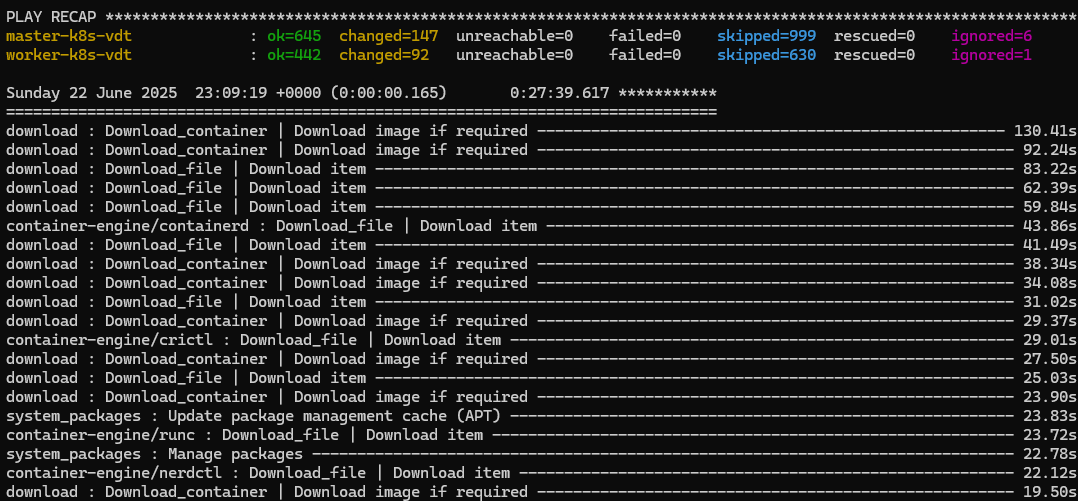 PLAY RECAP ************************************************************************************************************
master-k8s-vdt             : ok=645  changed=147  unreachable=0    failed=0    skipped=999  rescued=0    ignored=6
worker-k8s-vdt             : ok=442  changed=92   unreachable=0    failed=0    skipped=630  rescued=0    ignored=1
Sunday 22 June 2025  23:09:19 +0000 (0:00:00.165)       0:27:39.617 ***********
===============================================================================
download : Download_container | Download image if required ---------------------------------------------------- 130.41s
download : Download_container | Download image if required ----------------------------------------------------- 92.24s
download : Download_file | Download item ----------------------------------------------------------------------- 83.22s
download : Download_file | Download item ----------------------------------------------------------------------- 62.39s
download : Download_file | Download item ----------------------------------------------------------------------- 59.84s
container-engine/containerd : Download_file | Download item ---------------------------------------------------- 43.86s
download : Download_file | Download item ----------------------------------------------------------------------- 41.49s
download : Download_container | Download image if required ----------------------------------------------------- 38.34s
download : Download_container | Download image if required ----------------------------------------------------- 34.08s
download : Download_file | Download item ----------------------------------------------------------------------- 31.02s
download : Download_container | Download image if required ----------------------------------------------------- 29.37s
container-engine/crictl : Download_file | Download item -------------------------------------------------------- 29.01s
download : Download_container | Download image if required ----------------------------------------------------- 27.50s
download : Download_file | Download item ----------------------------------------------------------------------- 25.03s
download : Download_container | Download image if required ----------------------------------------------------- 23.90s
system_packages : Update package management cache (APT) -------------------------------------------------------- 23.83s
container-engine/runc : Download_file | Download item ---------------------------------------------------------- 23.72s
system_packages : Manage packages ------------------------------------------------------------------------------ 22.78s
container-engine/nerdctl : Download_file | Download item ------------------------------------------------------- 22.12s
download : Download_container | Download image if required ----------------------------------------------------- 19.50s